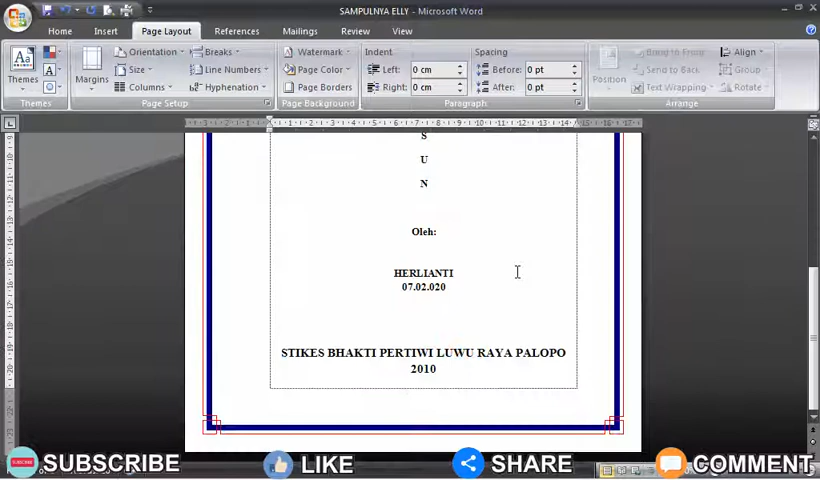 SAMPULNYA ELLY - Microsoft Word
Home Insert Page Layout References Mailings Review View
Themes
Themes
Margins
Orientation
Size
Columns
Breaks
Line Numbers
Hyphenation
Page Setup
Watermark
Page Color
Page Borders
Page Background
Indent
Left: 0 cm
Right: 0 cm
Spacing
Before: 0 pt
After: 0 pt
Paragraph
Position
Bring to Front
Send to Back
Text Wrapping
Align
Group
Rotate
Arrange
S
U
N
Oleh:
HERLIANTI
07.02.020
STIKES BHAKTI PERTIWI LUWU RAYA PALOPO
2010
SUBSCRIBE SUBSCRIBE LIKE SHARE COMMENT